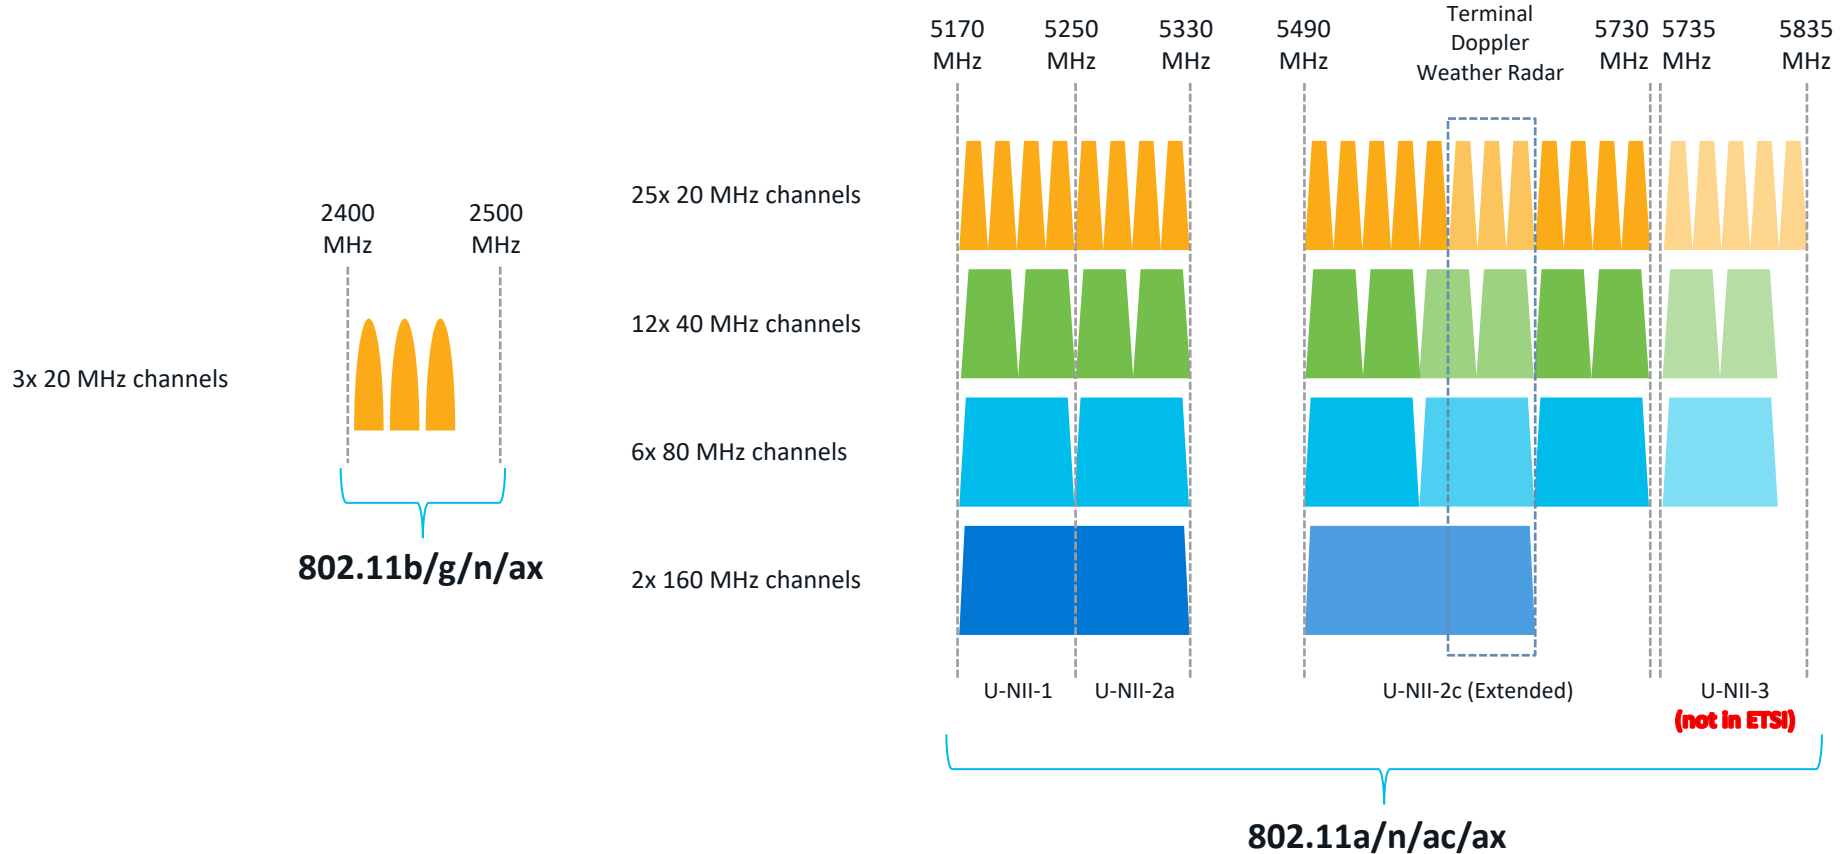 5170
MHz
5250
MHz
5330
MHz
5490
MHz
Terminal
Doppler
Weather Radar
5730
MHz
5735
MHz
5835
MHz
25x 20 MHz channels
2400
MHz
2500
MHz
12x 40 MHz channels
3x 20 MHz channels
6x 80 MHz channels
802.11b/g/n/ax
2x 160 MHz channels
U-NII-1
U-NII-2a
U-NII-2c (Extended)
U-NII-3
(not in ETSI)
802.11a/n/ac/ax